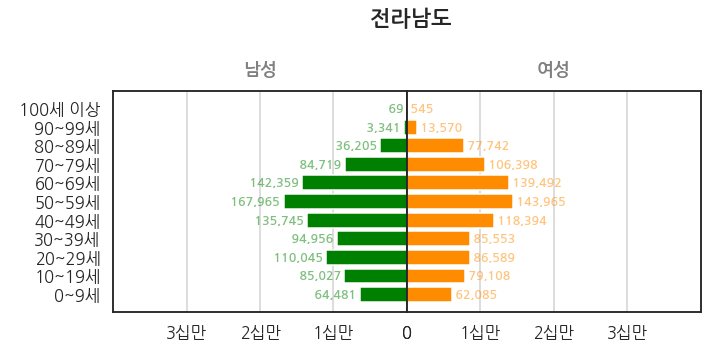 전라남도
남성 여성
100세 이상 69 545
90~99세 3,341 13,570
80~89세 36,205 77,742
70~79세 84,719 106,398
60~69세 142,359 139,492
50~59세 167,965 143,965
40~49세 135,745 118,394
30~39세 94,956 85,553
20~29세 110,045 86,589
10~19세 85,027 79,108
0~9세 64,481 62,085
3십만 2십만 1십만 0 1십만 2십만 3십만